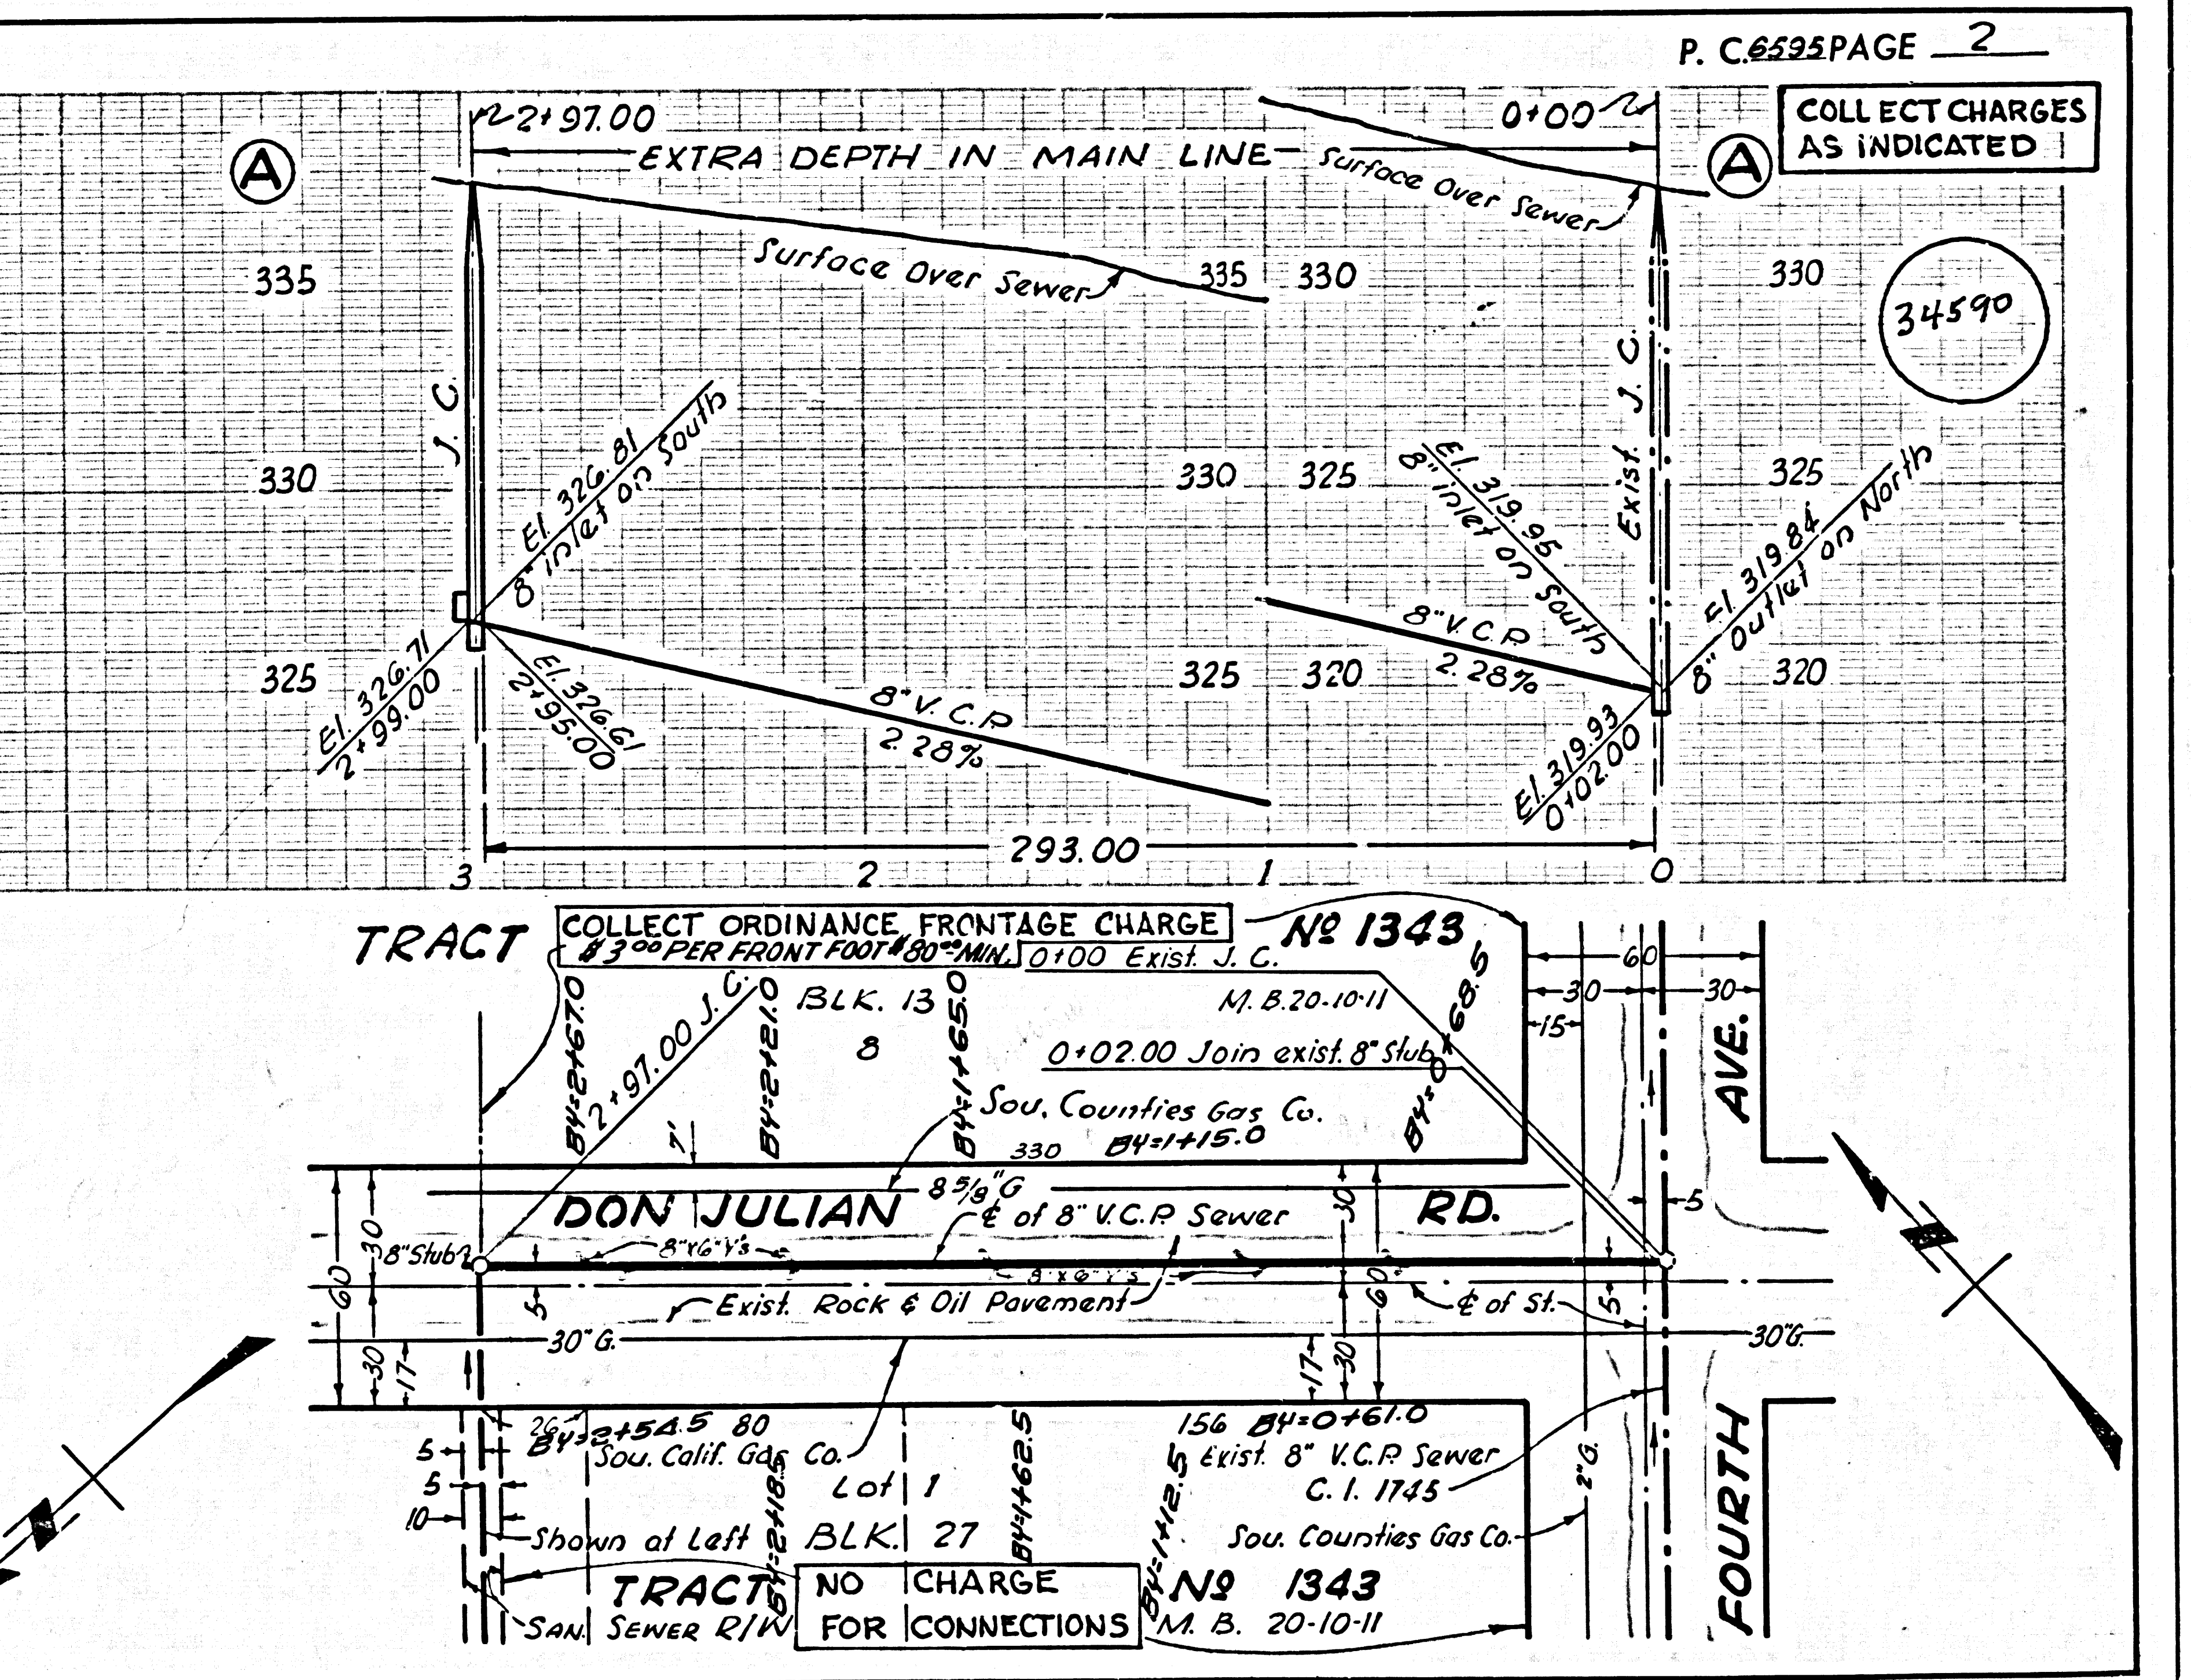 P. C. 6595 PAGE 2
COLLECT CHARGES
AS INDICATED
2+97.00
0+00
EXTRA DEPTH IN MAIN LINE
A
A
Surface Over Sewer
Surface Over Sewer
335
335
330
330
34590
J. C.
Exist. J. C.
330
330
325
325
El. 326.81
8" inlet on South
El. 319.95
8" inlet on South
El. 319.84
8" Outlet on North
325
325
320
320
El. 326.71
2+99.00
El. 326.61
2+95.00
8" V. C. P.
2.28%
8" V. C. P.
2.28%
El. 319.93
0+02.00
293.00
3
2
1
0
TRACT
COLLECT ORDINANCE FRONTAGE CHARGE
$3.00 PER FRONT FOOT $80.00 MIN.
Nº 1343
0+00 Exist. J. C.
M. B. 20-10-11
BLK. 13
8
BY=2+67.0
2+97.00 J. C.
BY=2+21.0
BY=1+65.0
BY=0+68.5
0+02.00 Join exist. 8" Stub
Sou. Counties Gas Co.
330
BY=1+15.0
7'
60
30
30
15
AVE.
8 5/8" G
DON JULIAN RD.
℄ of 8" V.C.P. Sewer
8"x6" Y's
8"x6" Y's
8" Stub
5
60
30
30
17
5
Exist. Rock & Oil Pavement
℄ of St.
5
30
60
30
17
30" G.
30" G.
26
BY=2+54.5
80
156
BY=0+61.0
Sou. Calif. Gas Co.
Exist. 8" V.C.P. Sewer
C. I. 1745
5
5
10
Lot 1
BLK. 27
BY=2+18.5
BY=1+62.5
BY=1+12.5
2" G.
Shown at Left
Sou. Counties Gas Co.
TRACT
Nº 1343
NO CHARGE
FOR CONNECTIONS
SAN. SEWER R/W
M. B. 20-10-11
FOURTH